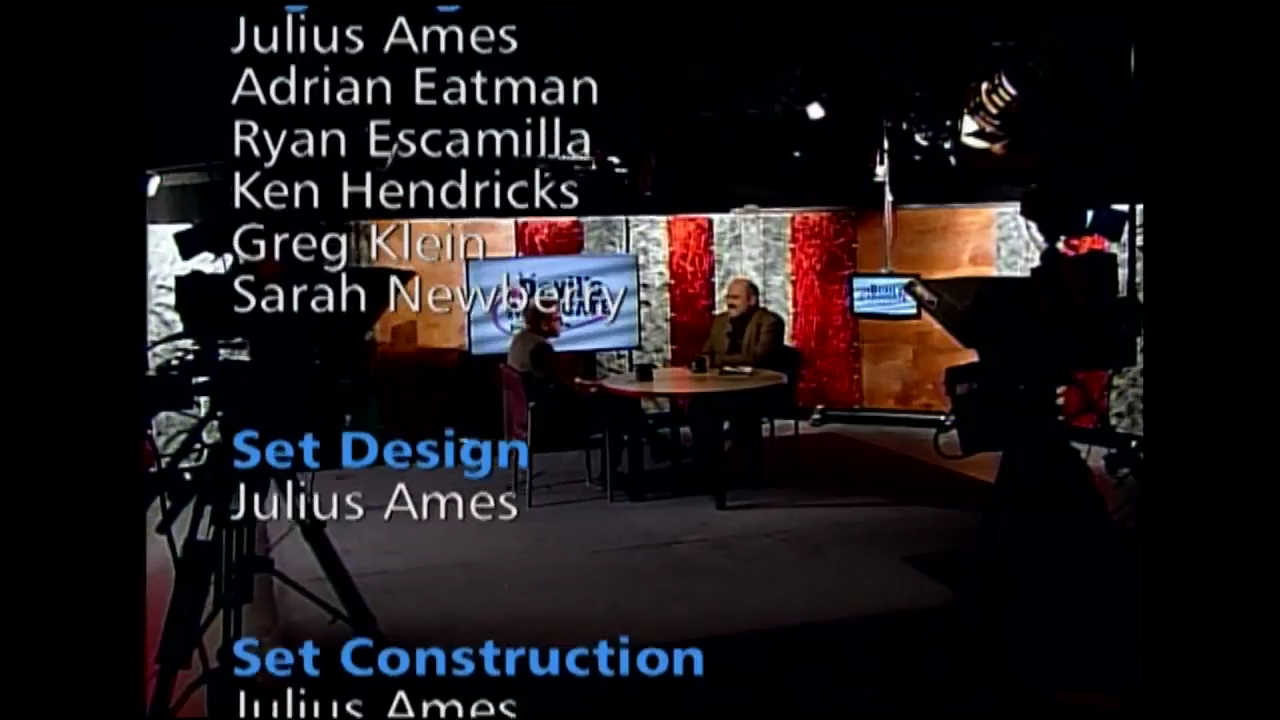 Julius Ames
Adrian Eatman
Ryan Escamilla
Ken Hendricks
Greg Klein
Sarah Newberry
Set Design
Julius Ames
Set Construction
Julius Ames